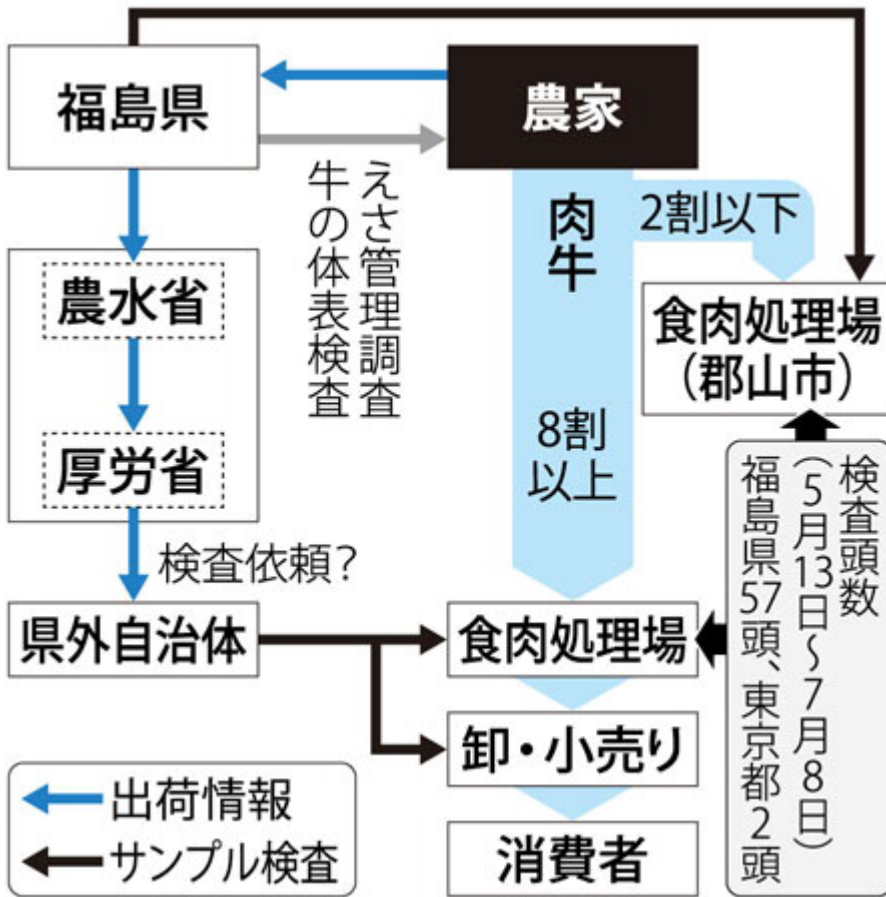 福島県
農家
えさ管理調査
牛の体表検査
肉牛
2割以下
食肉処理場
（郡山市）
8割
以上
農水省
厚労省
検査依頼？
県外自治体
食肉処理場
卸・小売り
消費者
検査頭数
（5月13日～7月8日）
福島県57頭、東京都2頭
出荷情報
サンプル検査